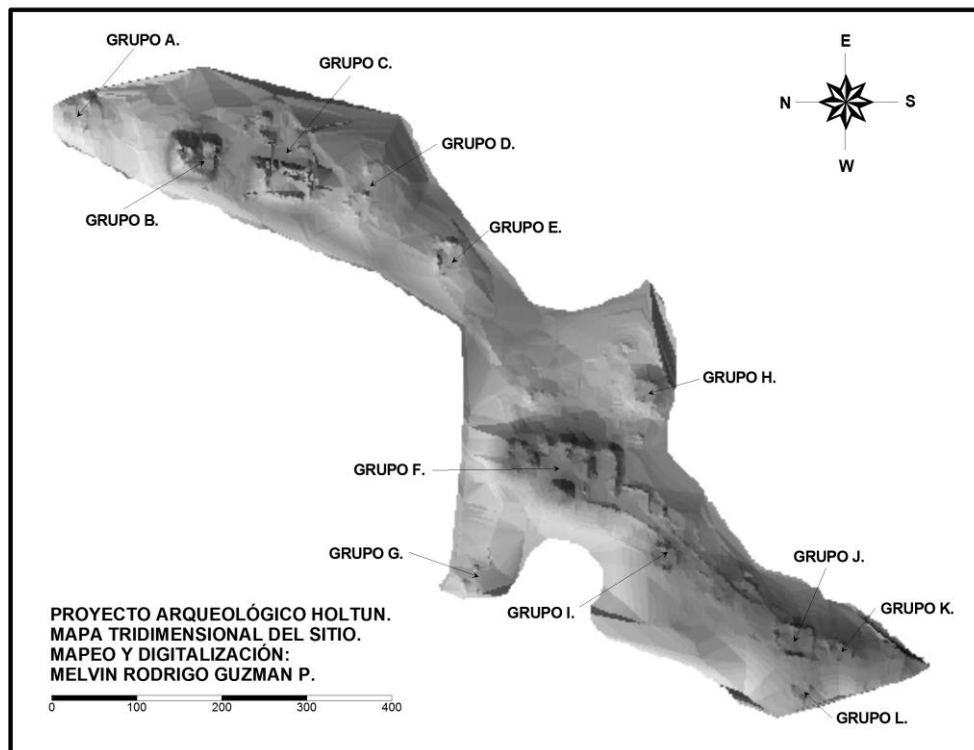 GRUPO A.
GRUPO C.
E
N
S
W
GRUPO D.
GRUPO B.
GRUPO E.
GRUPO H.
GRUPO F.
GRUPO G.
GRUPO I.
GRUPO J.
GRUPO K.
GRUPO L.
PROYECTO ARQUEOLÓGICO HOLTUN.
MAPA TRIDIMENSIONAL DEL SITIO.
MAPEO Y DIGITALIZACIÓN:
MELVIN RODRIGO GUZMAN P.
0 100 200 300 400